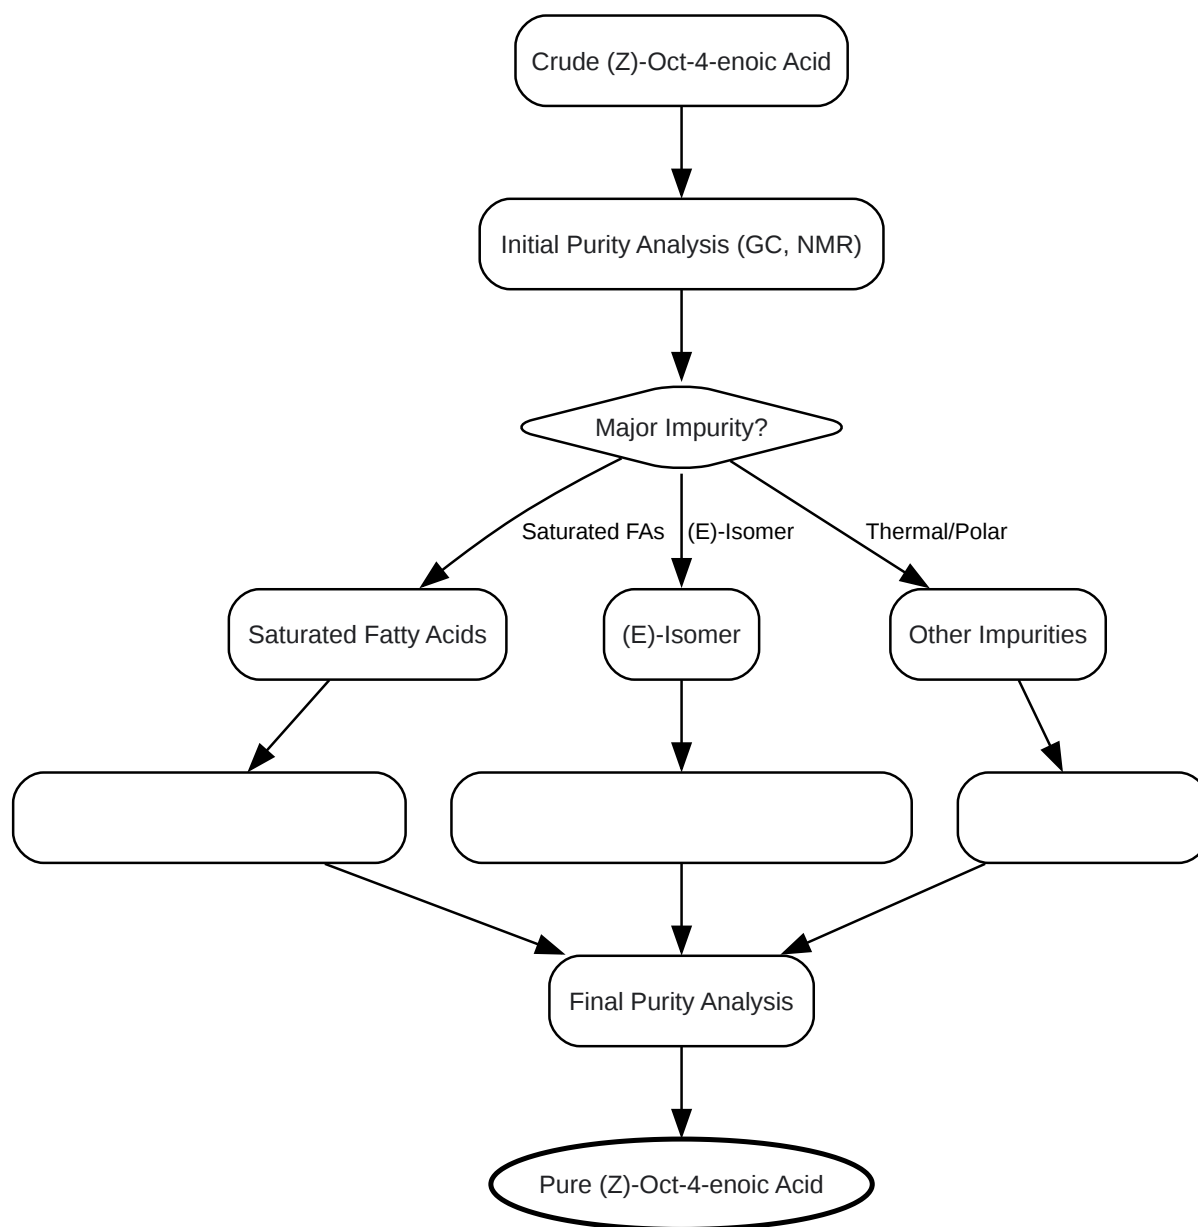 Crude (Z)-Oct-4-enoic Acid
Initial Purity Analysis (GC, NMR)
Major Impurity?
Saturated FAs
(E)-Isomer
Thermal/Polar
Saturated Fatty Acids
(E)-Isomer
Other Impurities
Final Purity Analysis
Pure (Z)-Oct-4-enoic Acid